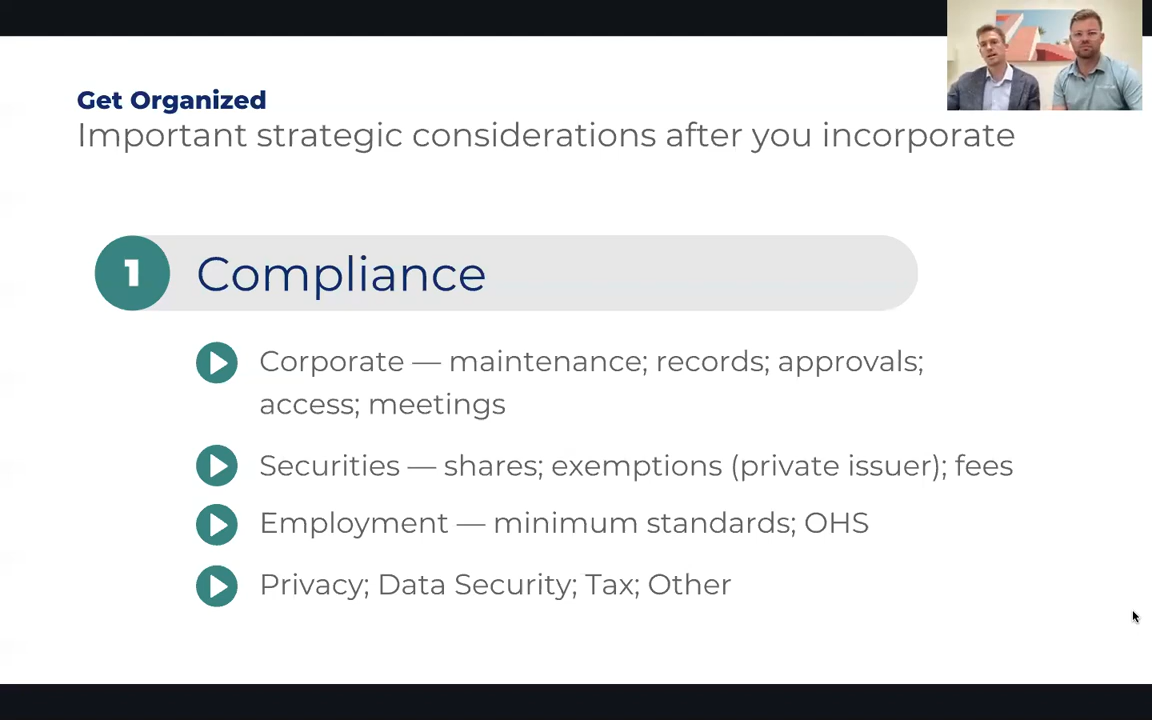 Get Organized
Important strategic considerations after you incorporate
1 Compliance
Corporate — maintenance; records; approvals;
access; meetings
Securities — shares; exemptions (private issuer); fees
Employment — minimum standards; OHS
Privacy; Data Security; Tax; Other